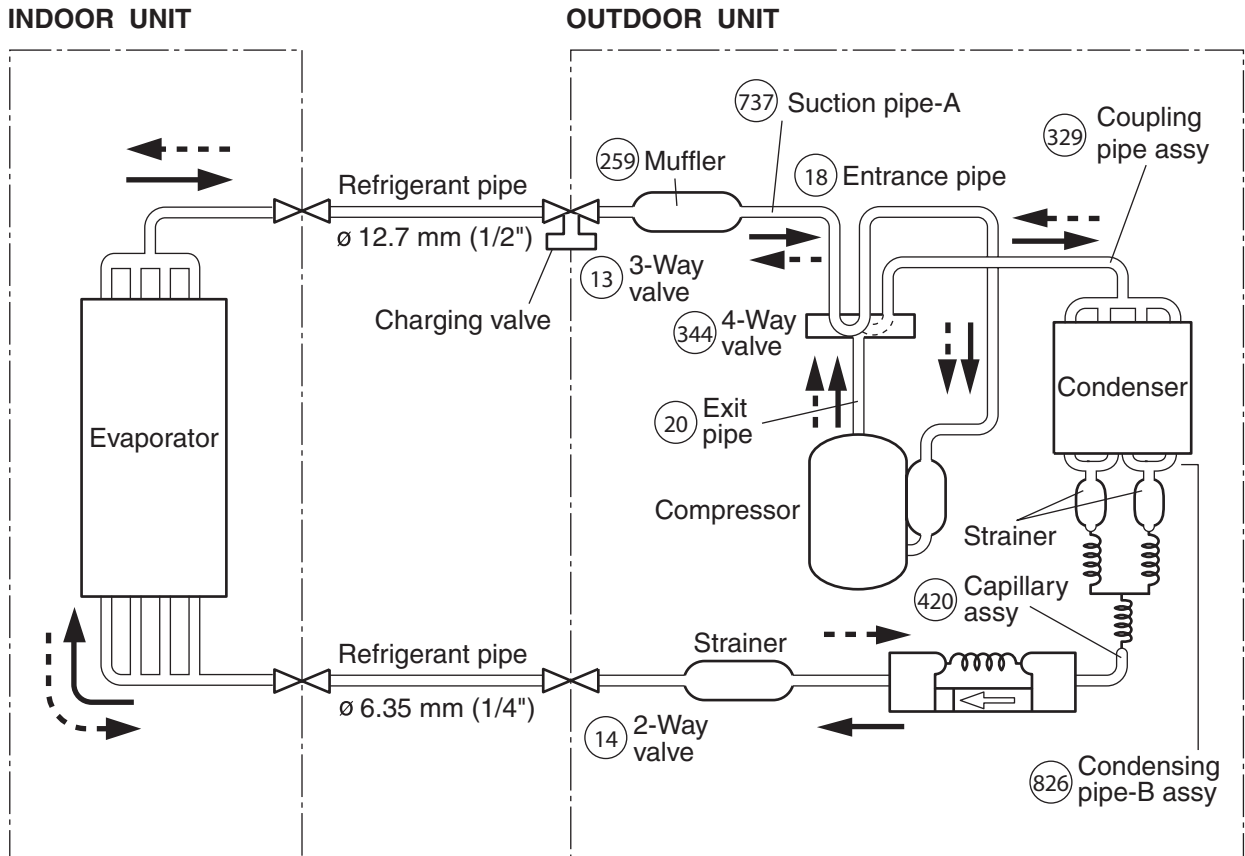 INDOOR UNIT
OUTDOOR UNIT
737 Suction pipe-A
329 Coupling
pipe assy
259 Muffler
18 Entrance pipe
Refrigerant pipe
ø 12.7 mm (1/2")
13 3-Way
valve
Charging valve
344 4-Way
valve
Condenser
20 Exit
pipe
Evaporator
Compressor
Strainer
420 Capillary
assy
Strainer
Refrigerant pipe
ø 6.35 mm (1/4")
14 2-Way
valve
826 Condensing
pipe-B assy